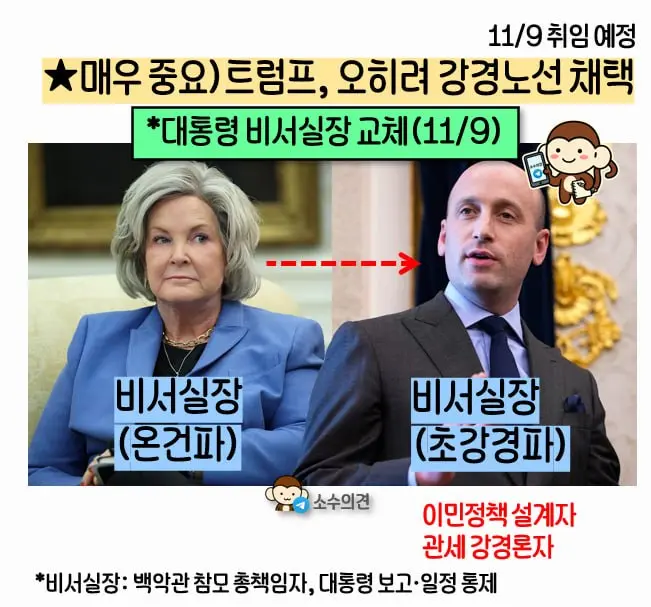 11/9 취임 예정
★매우 중요) 트럼프, 오히려 강경노선 채택
*대통령 비서실장 교체(11/9)
비서실장
(온건파)
비서실장
(초강경파)
소수의견
이민정책 설계자
관세 강경론자
*비서실장: 백악관 참모 총책임자, 대통령 보고·일정 통제